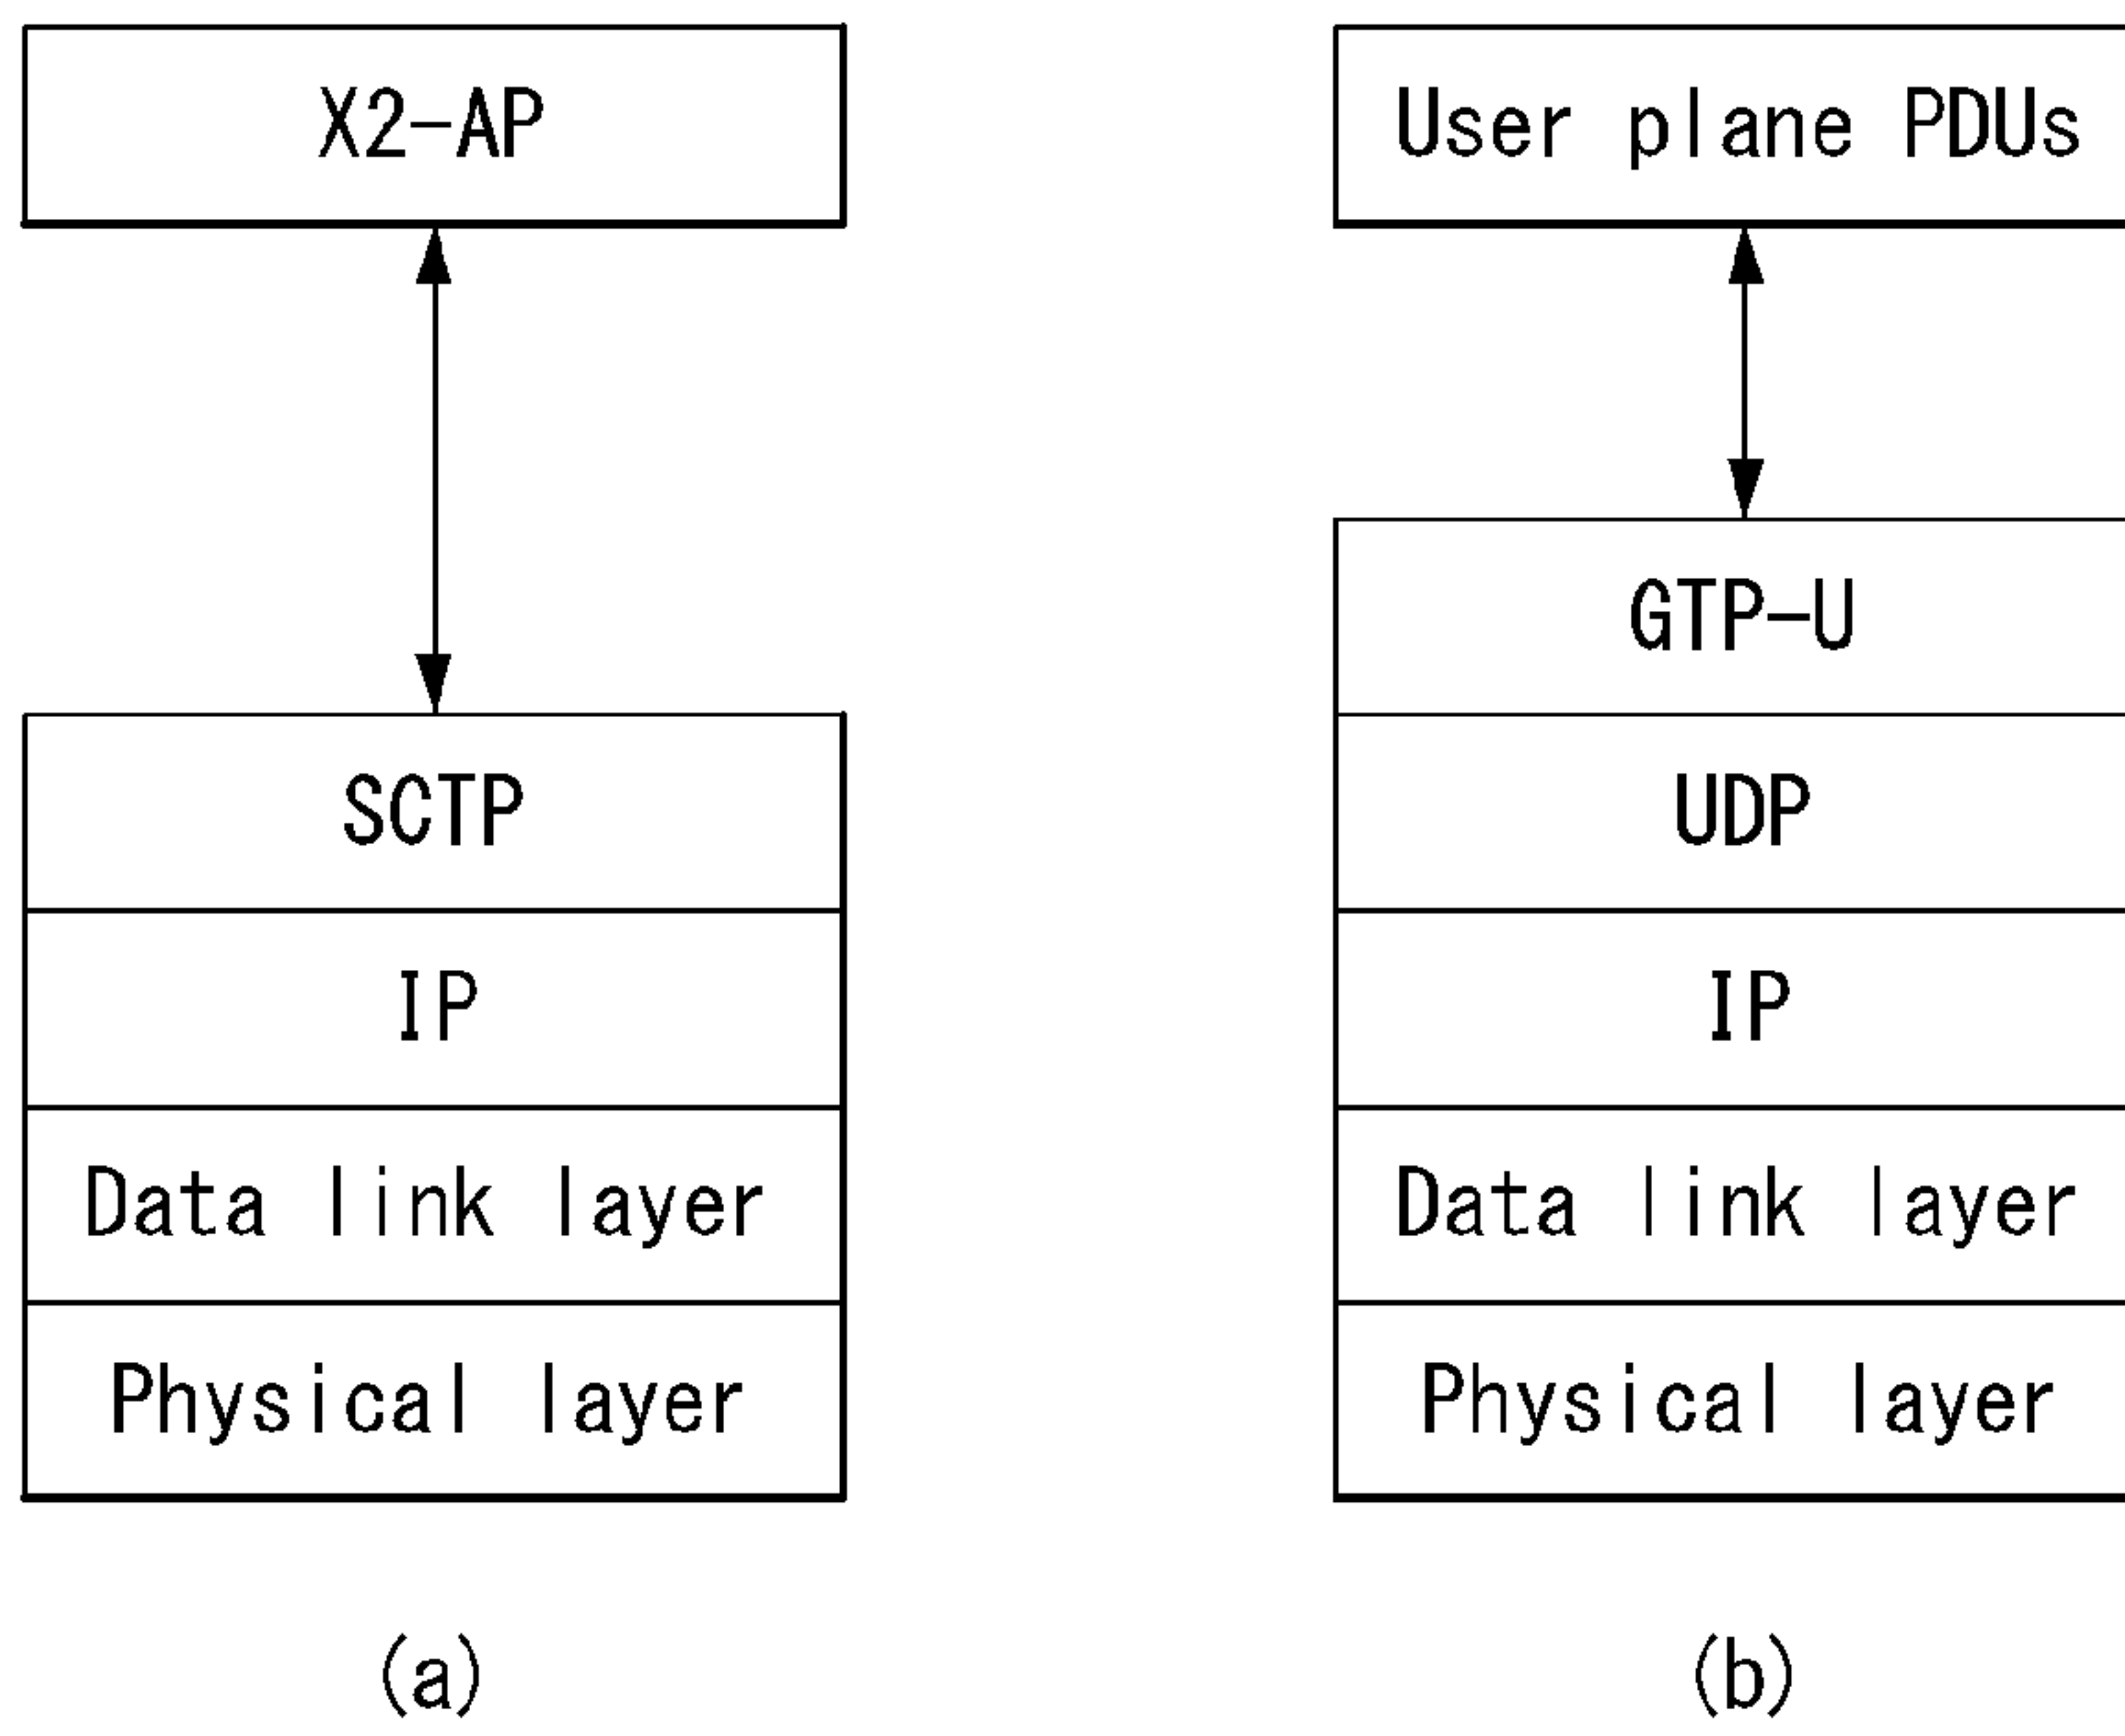 X2-AP
SCTP
IP
Data link layer
Physical layer
(a)
User plane PDUs
GTP-U
UDP
IP
Data link layer
Physical layer
(b)